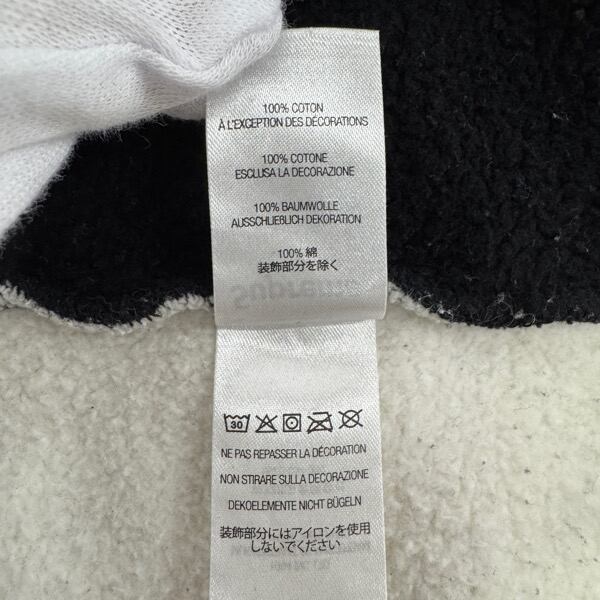 100% COTON
À L'EXCEPTION DES DÉCORATIONS
100% COTONE
ESCLUSA LA DECORAZIONE
100% BAUMWOLLE
AUSSCHLIEßLICH DEKORATION
100% 綿
装飾部分を除く
Supreme
30
NE PAS REPASSER LA DÉCORATION
NON STIRARE SULLA DECORAZIONE
DEKOELEMENTE NICHT BÜGELN
装飾部分にはアイロンを使用
しないでください